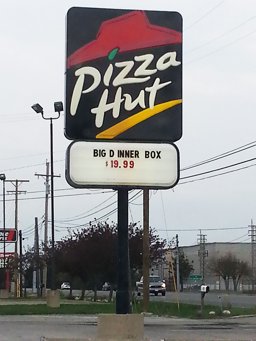 Pizza
Hut
BIG D INNER BOX
$19.99